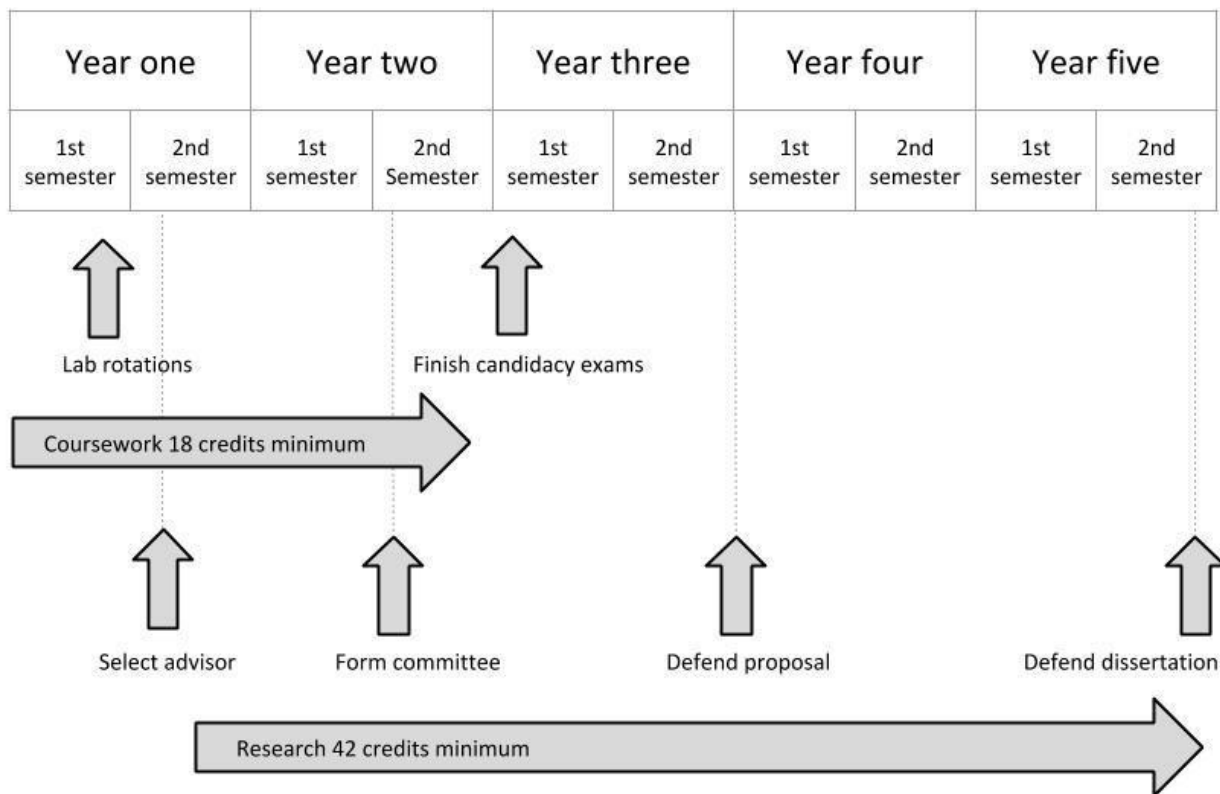 Year one Year two Year three Year four Year five
1st semester 2nd semester 1st semester 2nd Semester 1st semester 2nd semester 1st semester 2nd semester 1st semester 2nd semester
Lab rotations Finish candidacy exams
Coursework 18 credits minimum
Select advisor Form committee Defend proposal Defend dissertation
Research 42 credits minimum